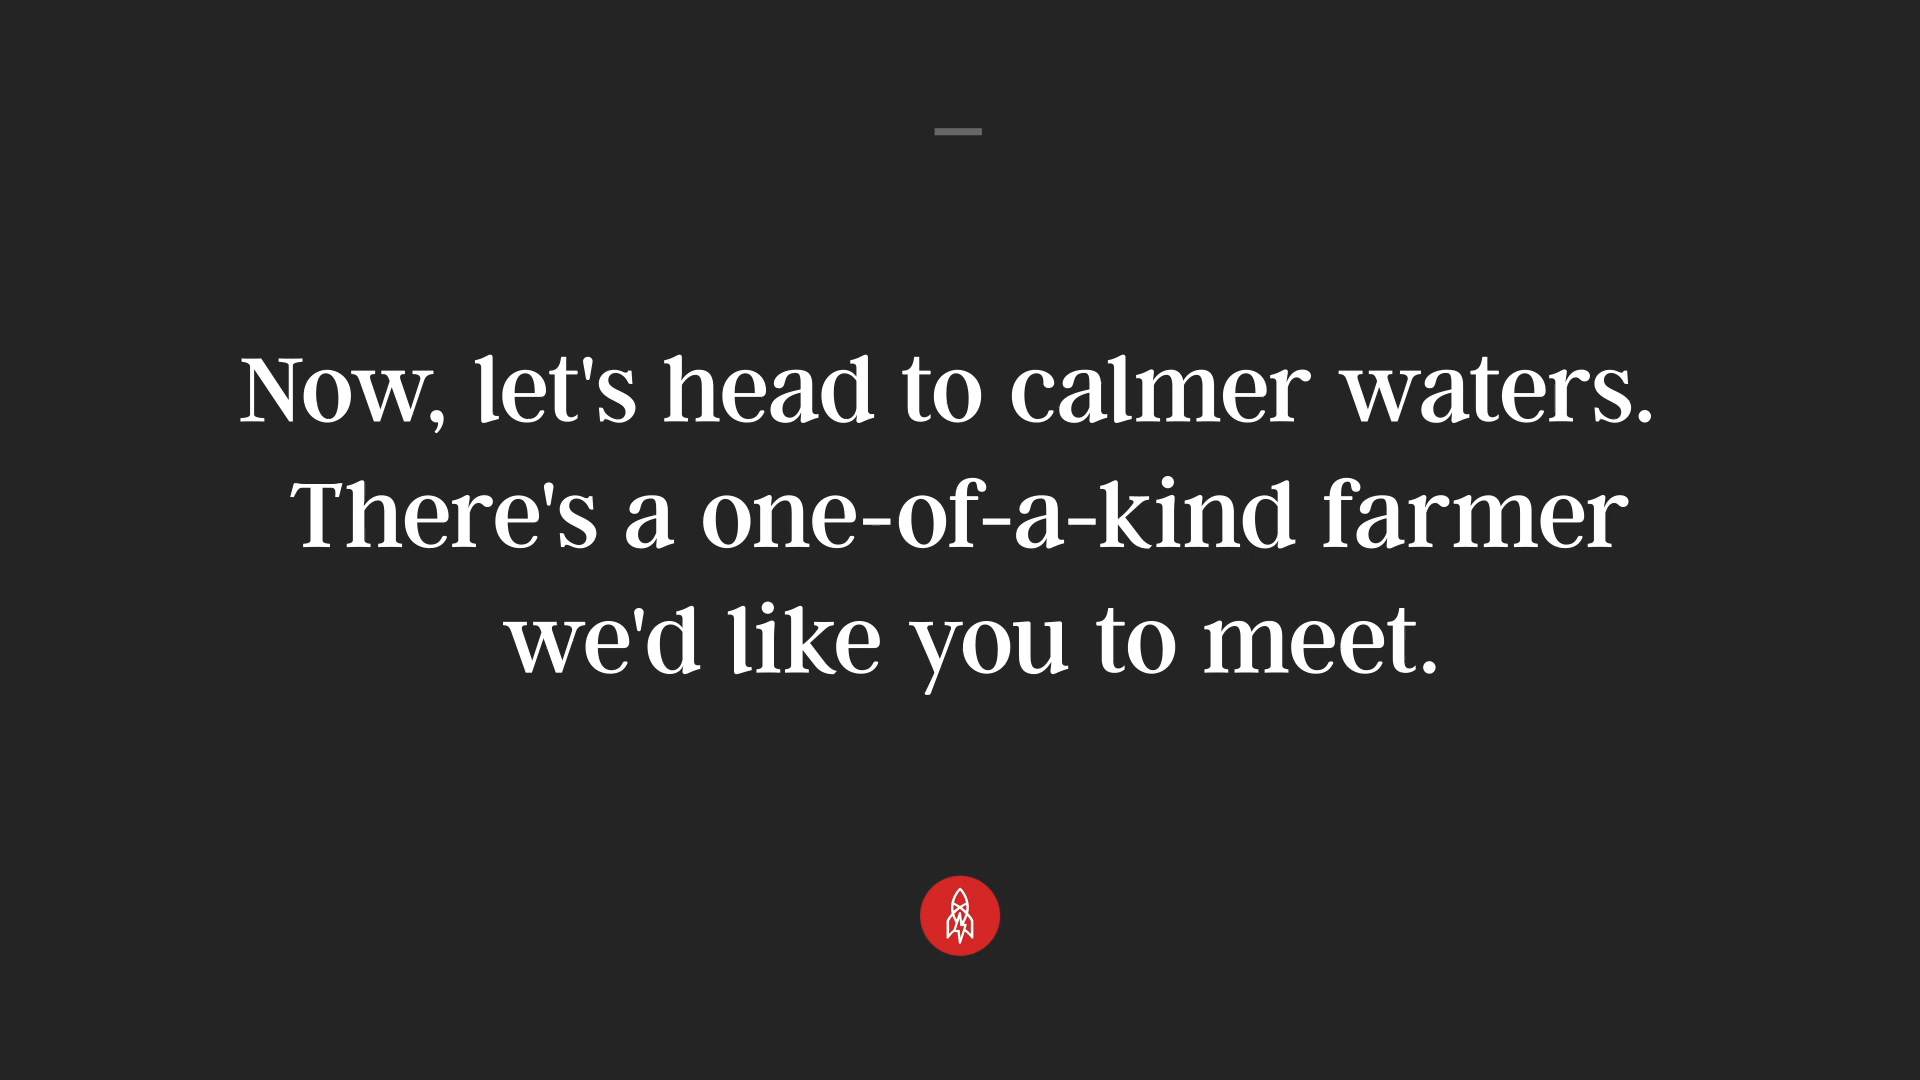 Now, let's head to calmer waters.
There's a one-of-a-kind farmer
we'd like you to meet.